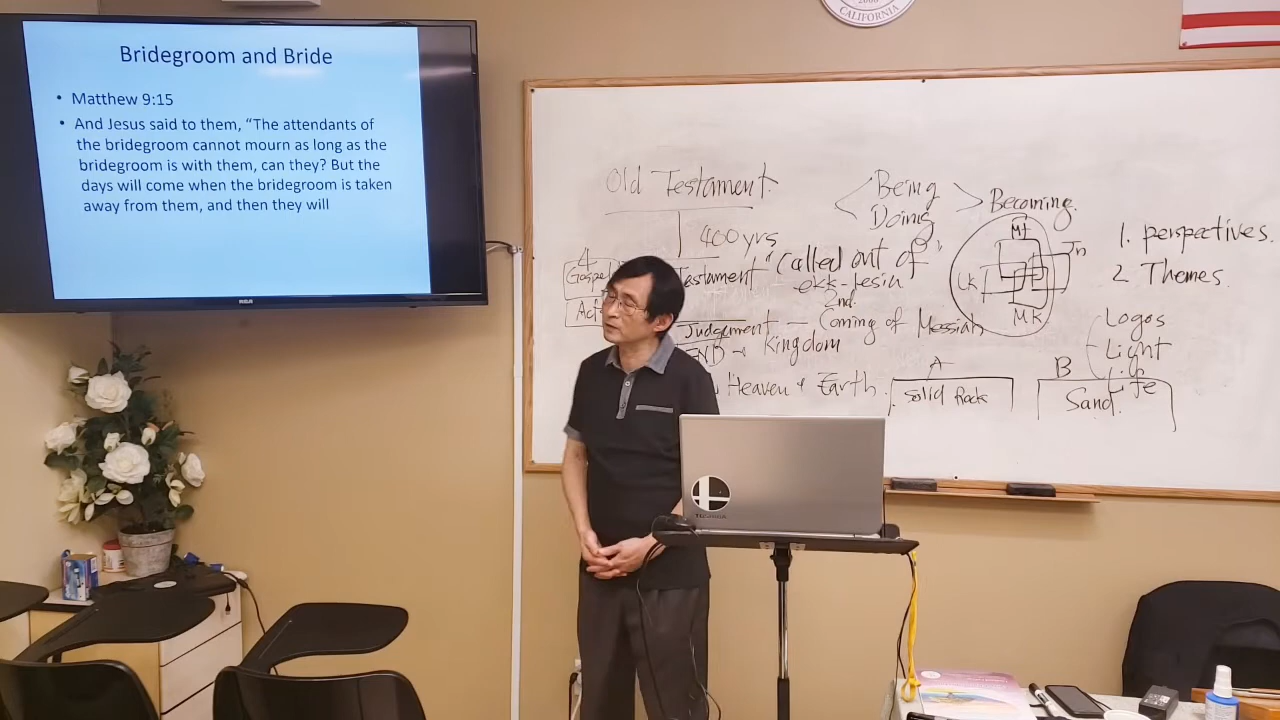 Bridegroom and Bride
• Matthew 9:15
• And Jesus said to them, “The attendants of
the bridegroom cannot mourn as long as the
bridegroom is with them, can they? But the
days will come when the bridegroom is taken
away from them, and then they will
RCA
CALIFORNIA
Old Testament.
400 yrs
4
Gospel
Testament
Act
"Called out of"
ekk-lesia
Judgement — 2nd. Coming of Messiah
END → Kingdom
Heaven & Earth.
Being
Doing
Becoming.
Mt
Jn
Lk
Mk
1. perspatives.
2. Themes.
Logos
Light
Life
A
Solid Rock
B
Sand.